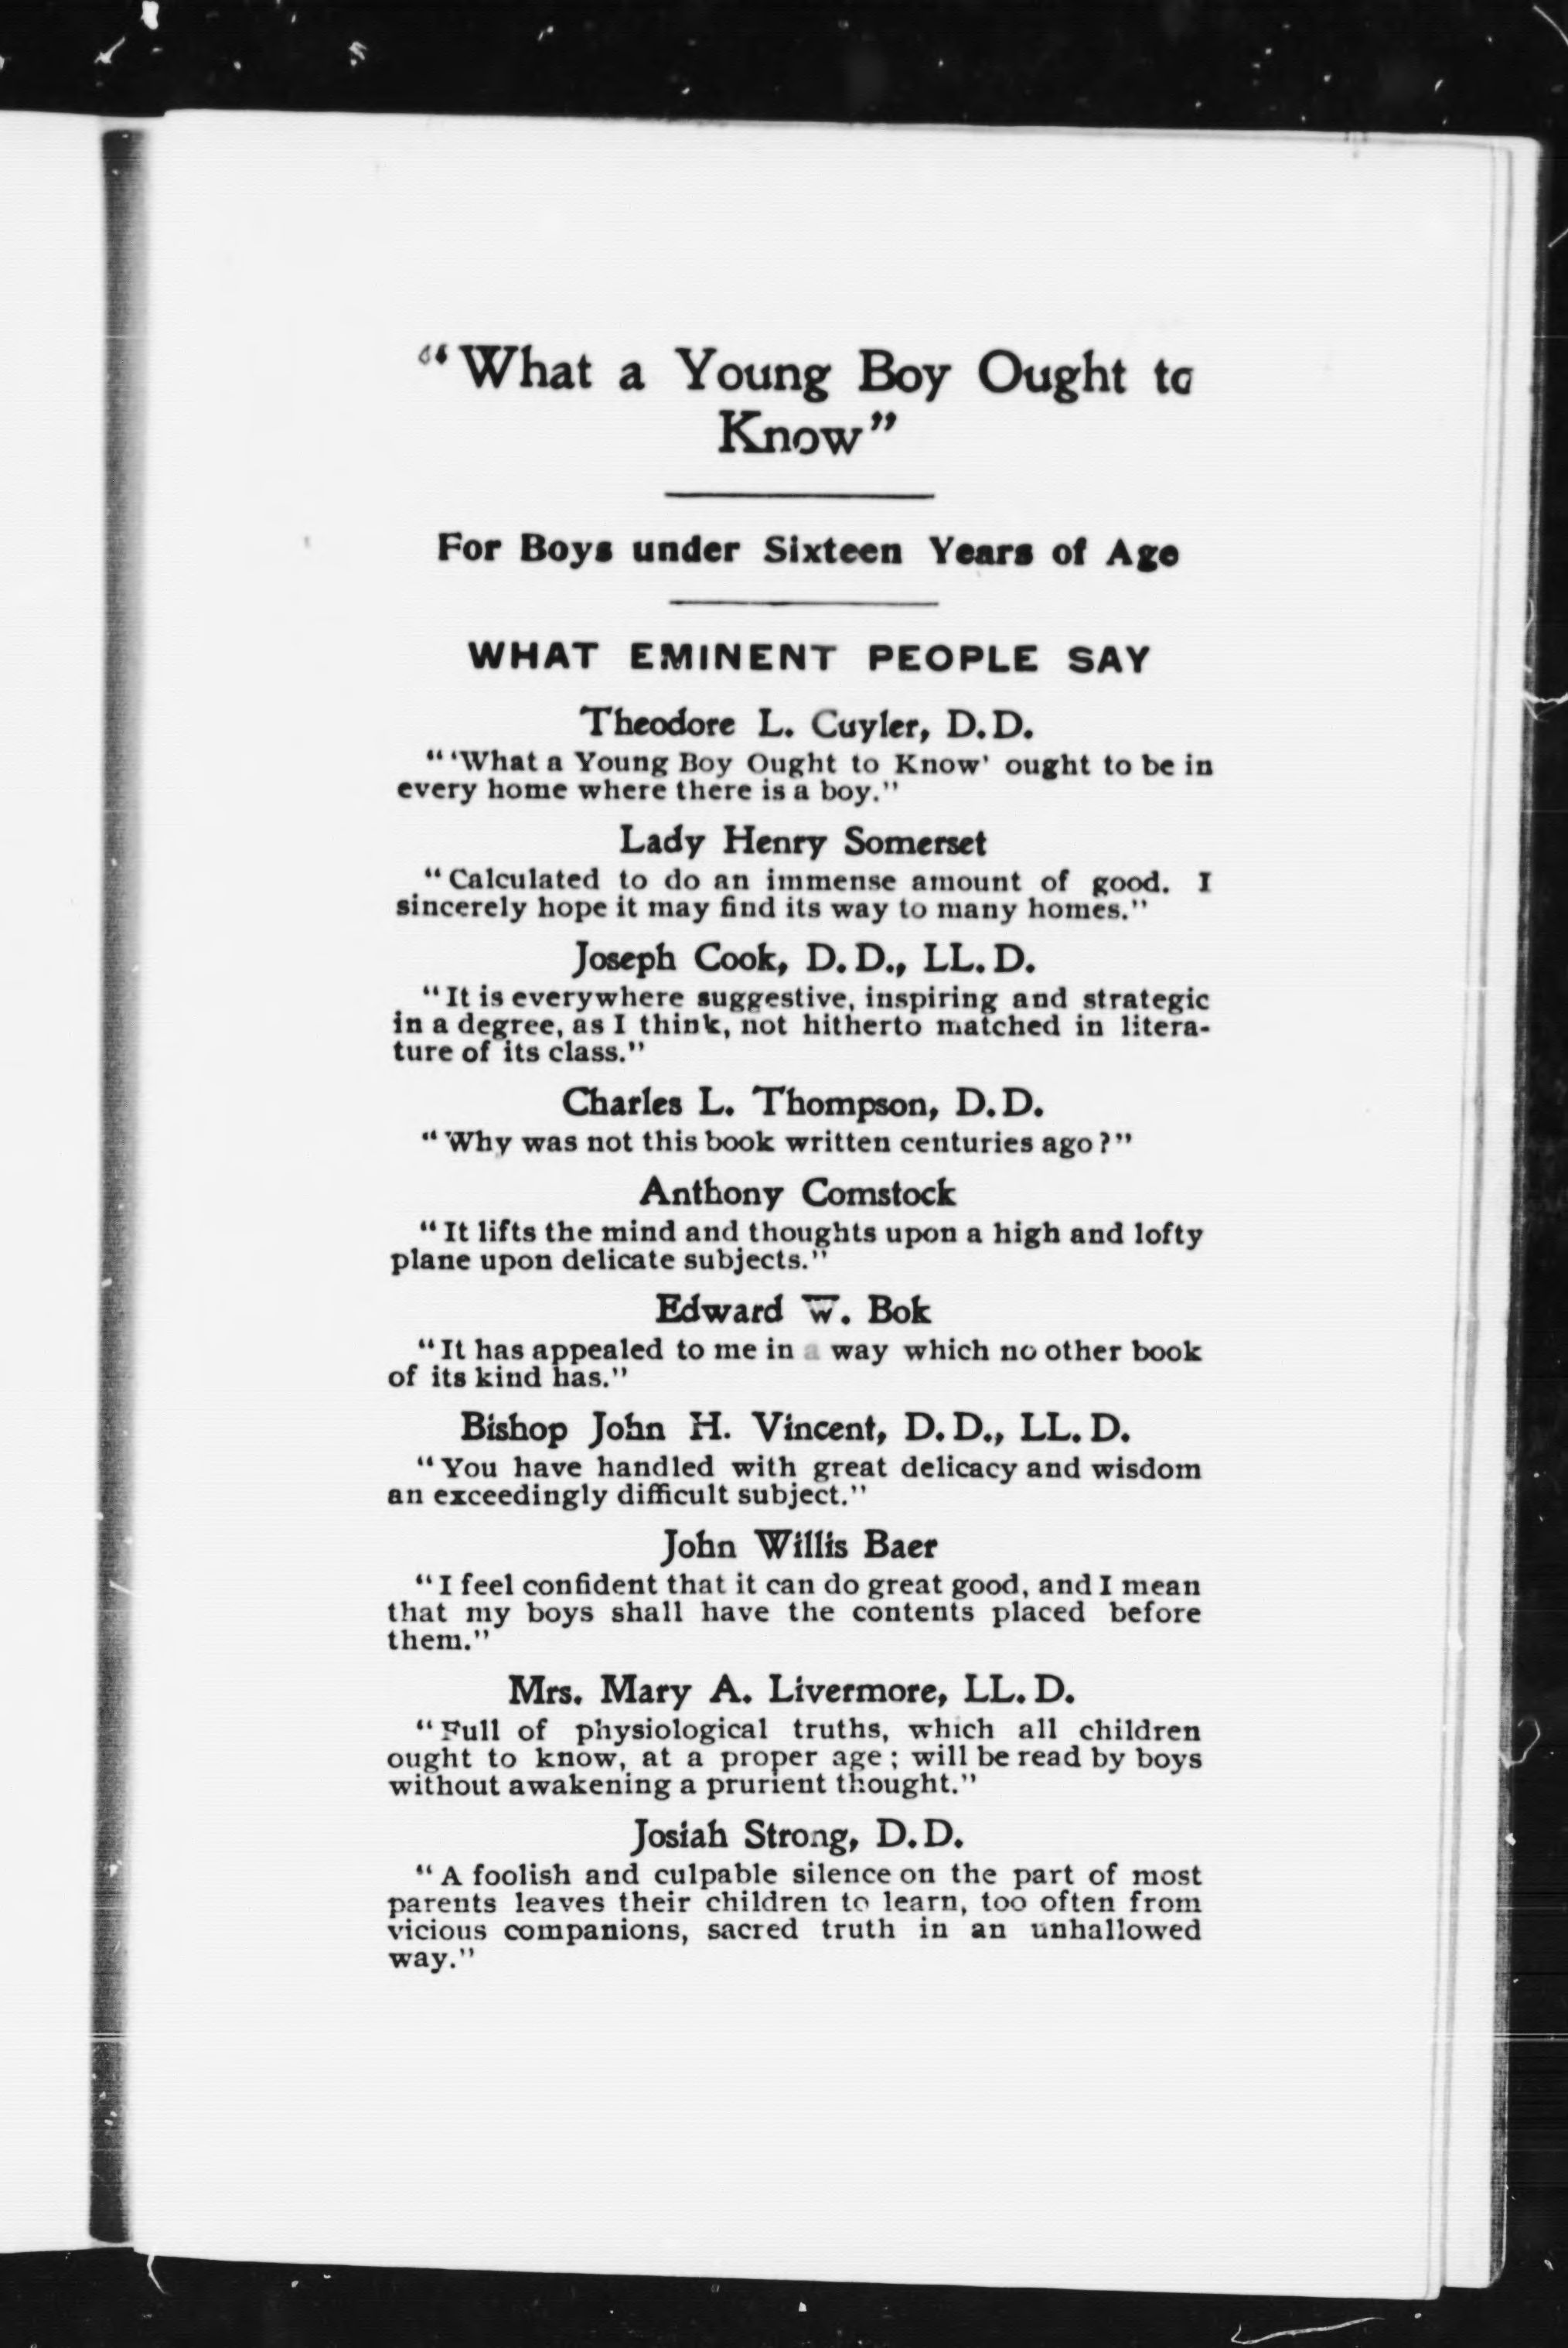 “What a Young Boy Ought to
Know”
For Boys under Sixteen Years of Age
WHAT EMINENT PEOPLE SAY
Theodore L. Cuyler, D.D.
“‘What a Young Boy Ought to Know’ ought to be in
every home where there is a boy.”
Lady Henry Somerset
“Calculated to do an immense amount of good. I
sincerely hope it may find its way to many homes.”
Joseph Cook, D.D., LL.D.
“It is everywhere suggestive, inspiring and strategic
in a degree, as I think, not hitherto matched in litera-
ture of its class.”
Charles L. Thompson, D.D.
“Why was not this book written centuries ago?”
Anthony Comstock
“It lifts the mind and thoughts upon a high and lofty
plane upon delicate subjects.”
Edward W. Bok
“It has appealed to me in a way which no other book
of its kind has.”
Bishop John H. Vincent, D.D., LL.D.
“You have handled with great delicacy and wisdom
an exceedingly difficult subject.”
John Willis Baer
“I feel confident that it can do great good, and I mean
that my boys shall have the contents placed before
them.”
Mrs. Mary A. Livermore, LL.D.
“Full of physiological truths, which all children
ought to know, at a proper age; will be read by boys
without awakening a prurient thought.”
Josiah Strong, D.D.
“A foolish and culpable silence on the part of most
parents leaves their children to learn, too often from
vicious companions, sacred truth in an unhallowed
way.”